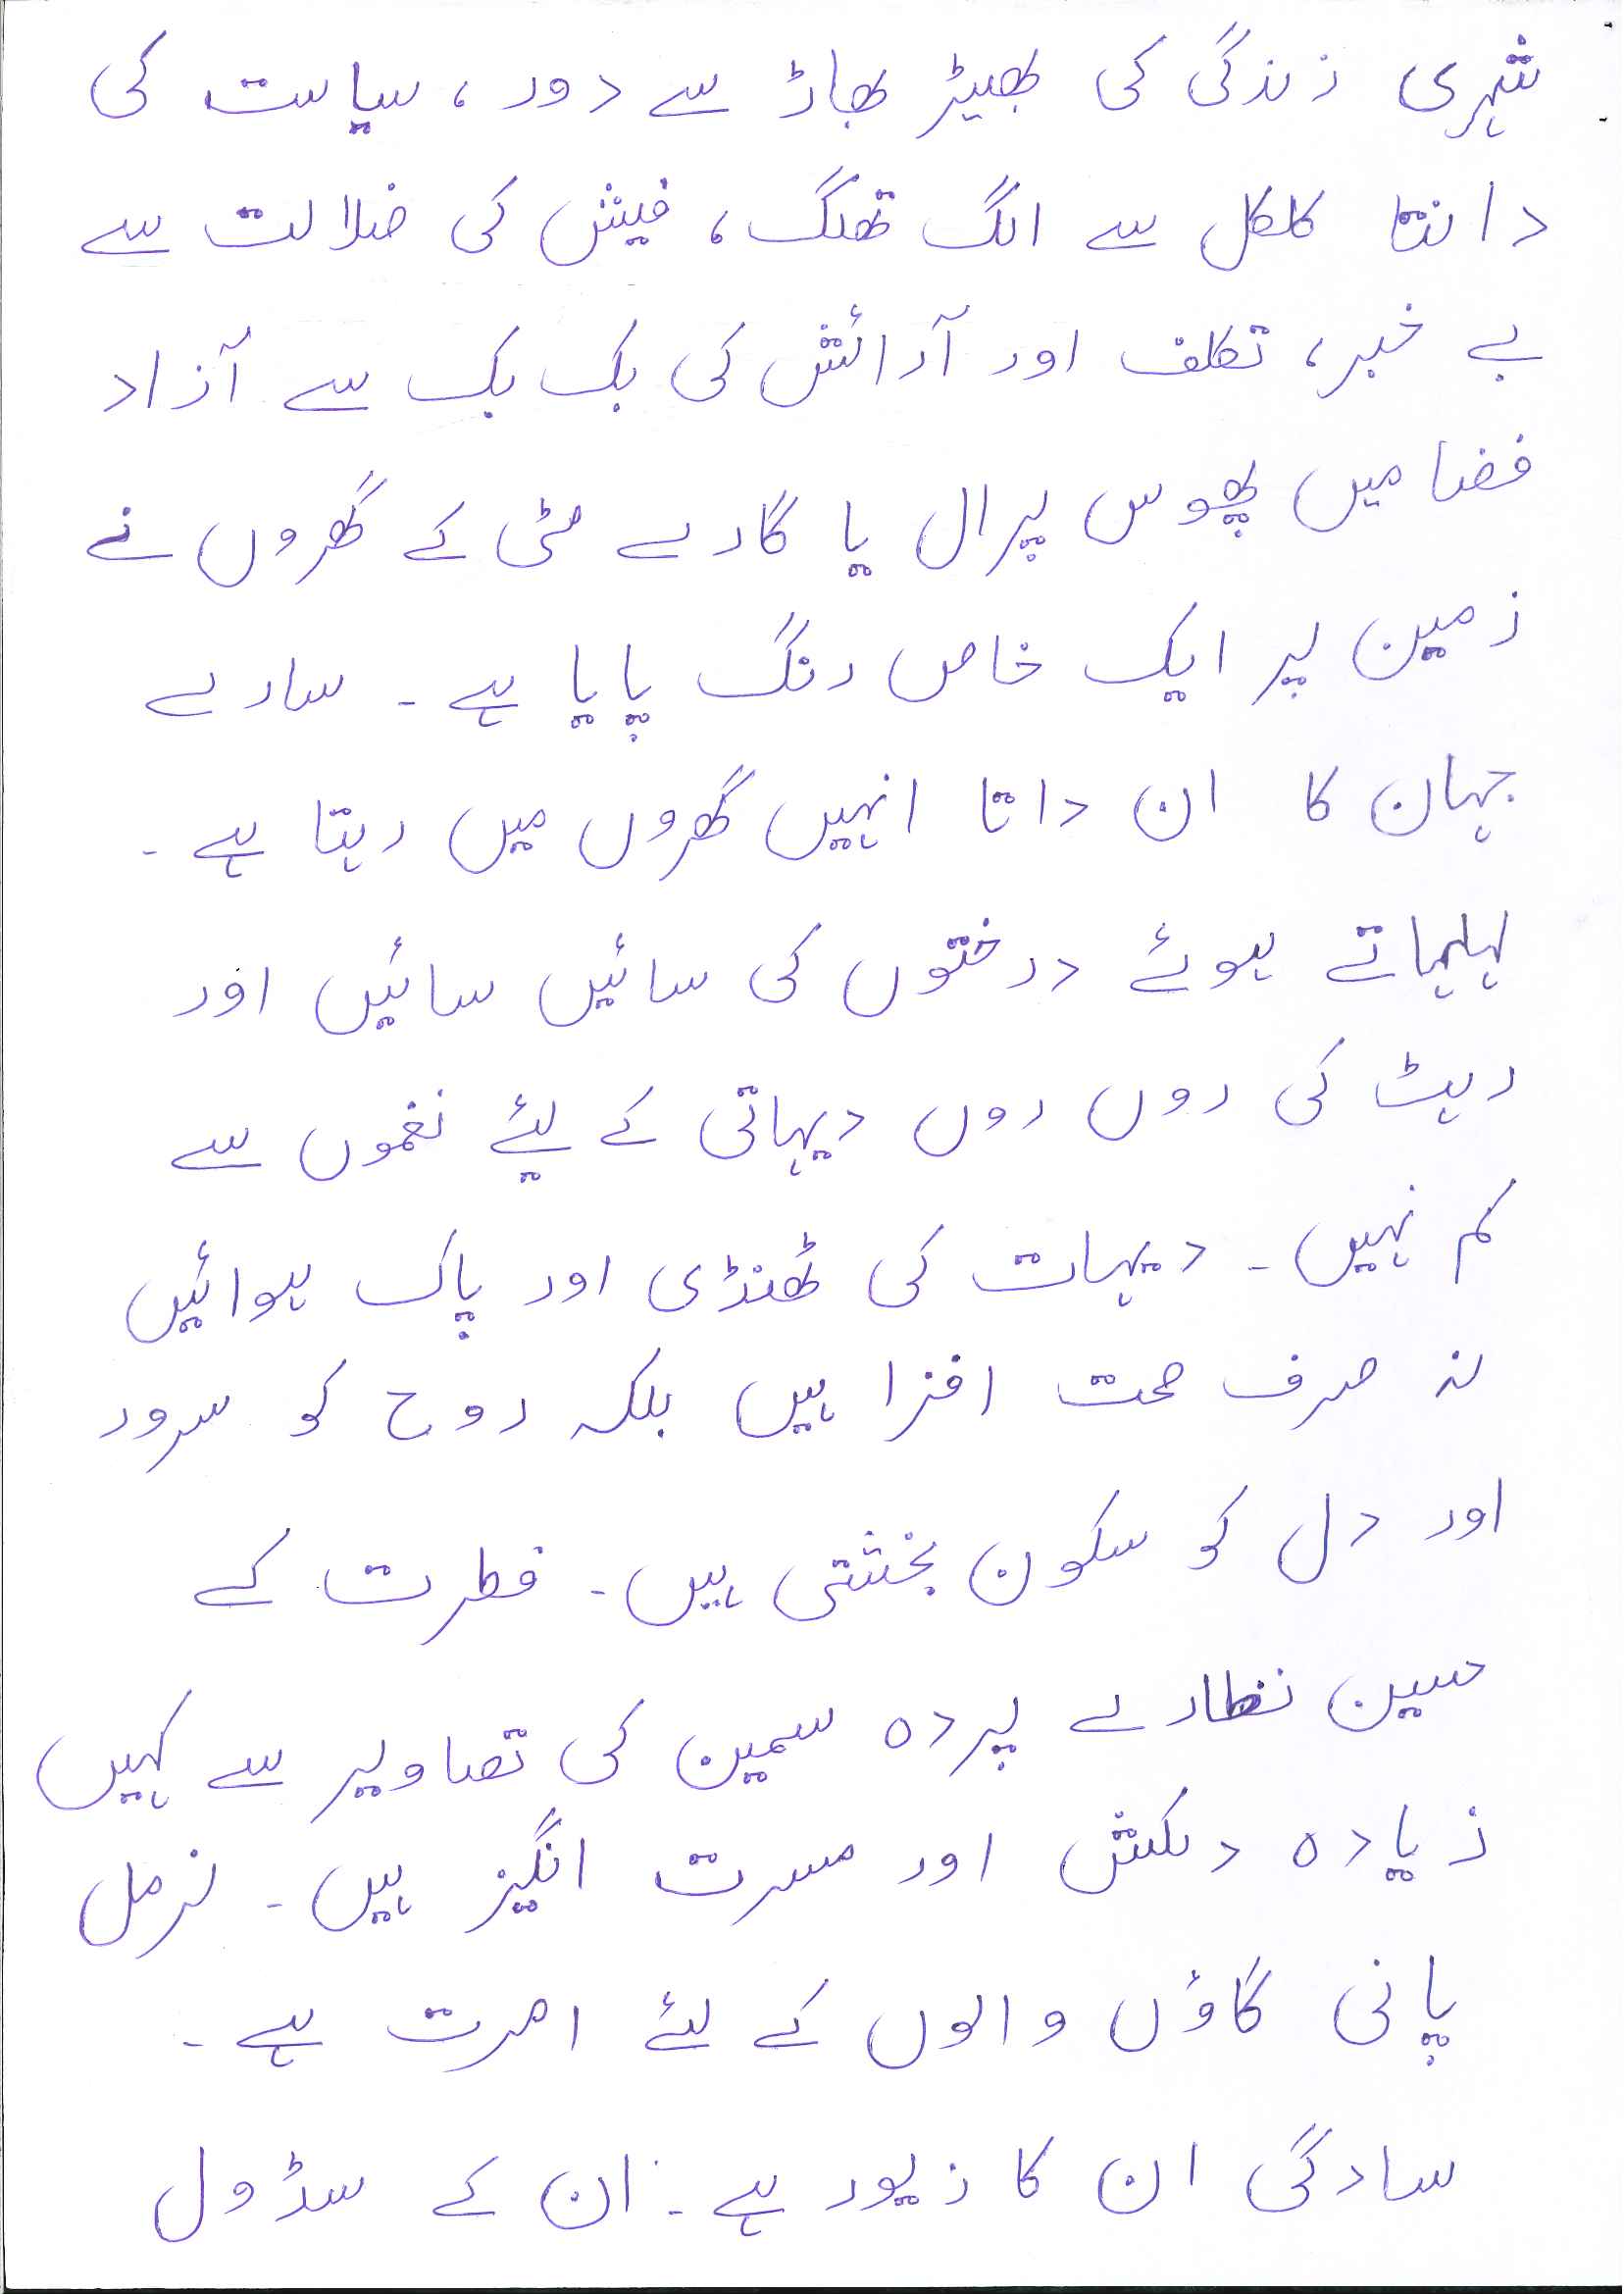 شہری زندگی کی بھیڑ بھاڑ سے دور، سیاست کی
دانتا کلکل سے الگ تھلگ، فیش کی ضلالت سے
بے خبر، تکلف اور آرائش کی بک بک سے آزاد
فضا میں پھوس پرال یا گارے مٹی کے گھروں نے
زمین پر ایک خاص رنگ پایا ہے۔ سارے
جہان کا ان داتا انہیں گھروں میں رہتا ہے۔
لہلہاتے ہوئے درختوں کی سائیں سائیں اور
رہٹ کی روں روں دیہاتی کے لیٔے نغموں سے
کم نہیں۔ دیہات کی ٹھنڈی اور پاک ہوائیں
نہ صرف صحت افزا ہیں بلکہ روح کو سرور
اور دل کو سکون بخشتی ہیں۔ فطرت کے
حسین نظارے پردہ سمین کی تصاویر سے کہیں
زیادہ دلکش اور مسرت انگیز ہیں۔ نرمل
پانی گاؤں والوں کے لئے امرت ہے۔
سادگی ان کا زیور ہے۔ ان کے سڈول